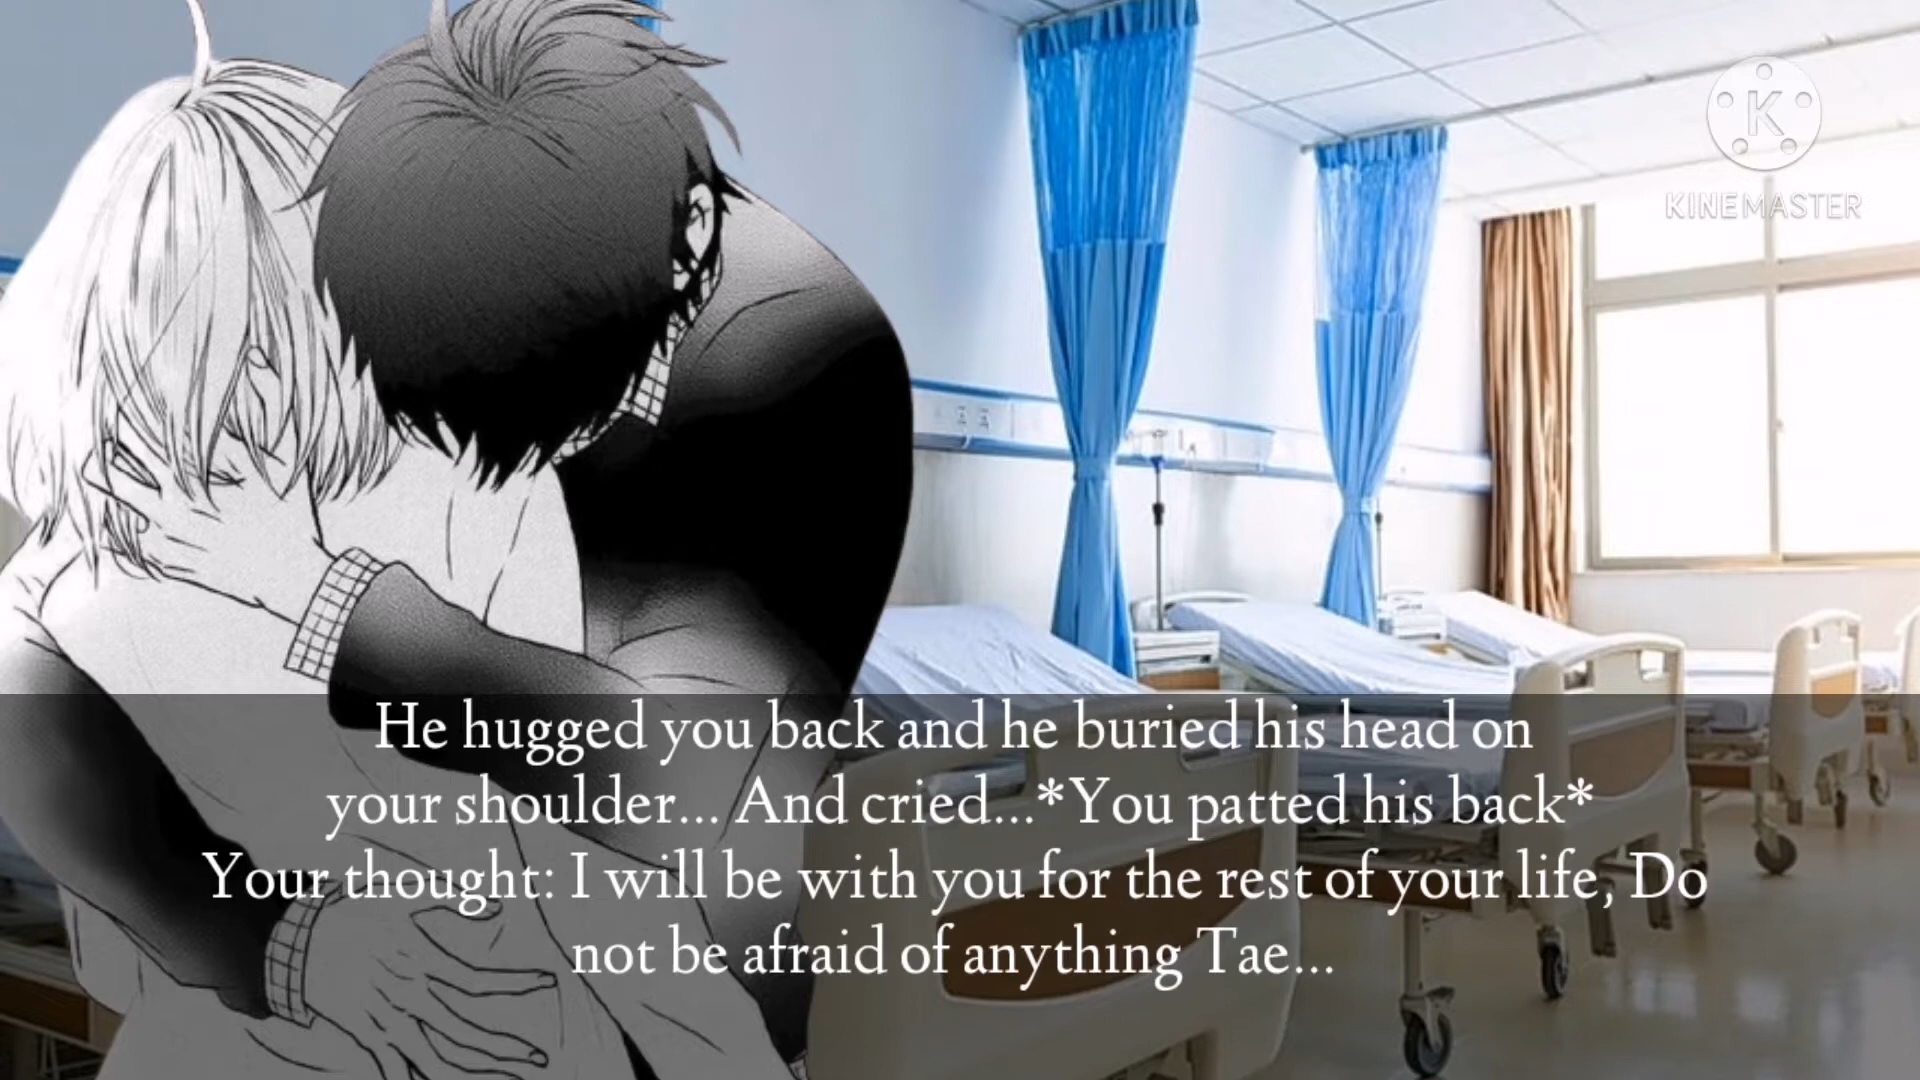 K
KINEMASTER
He hugged you back and he buried his head on
your shoulder... And cried...*You patted his back*
Your thought: I will be with you for the rest of your life, Do
not be afraid of anything Tae...